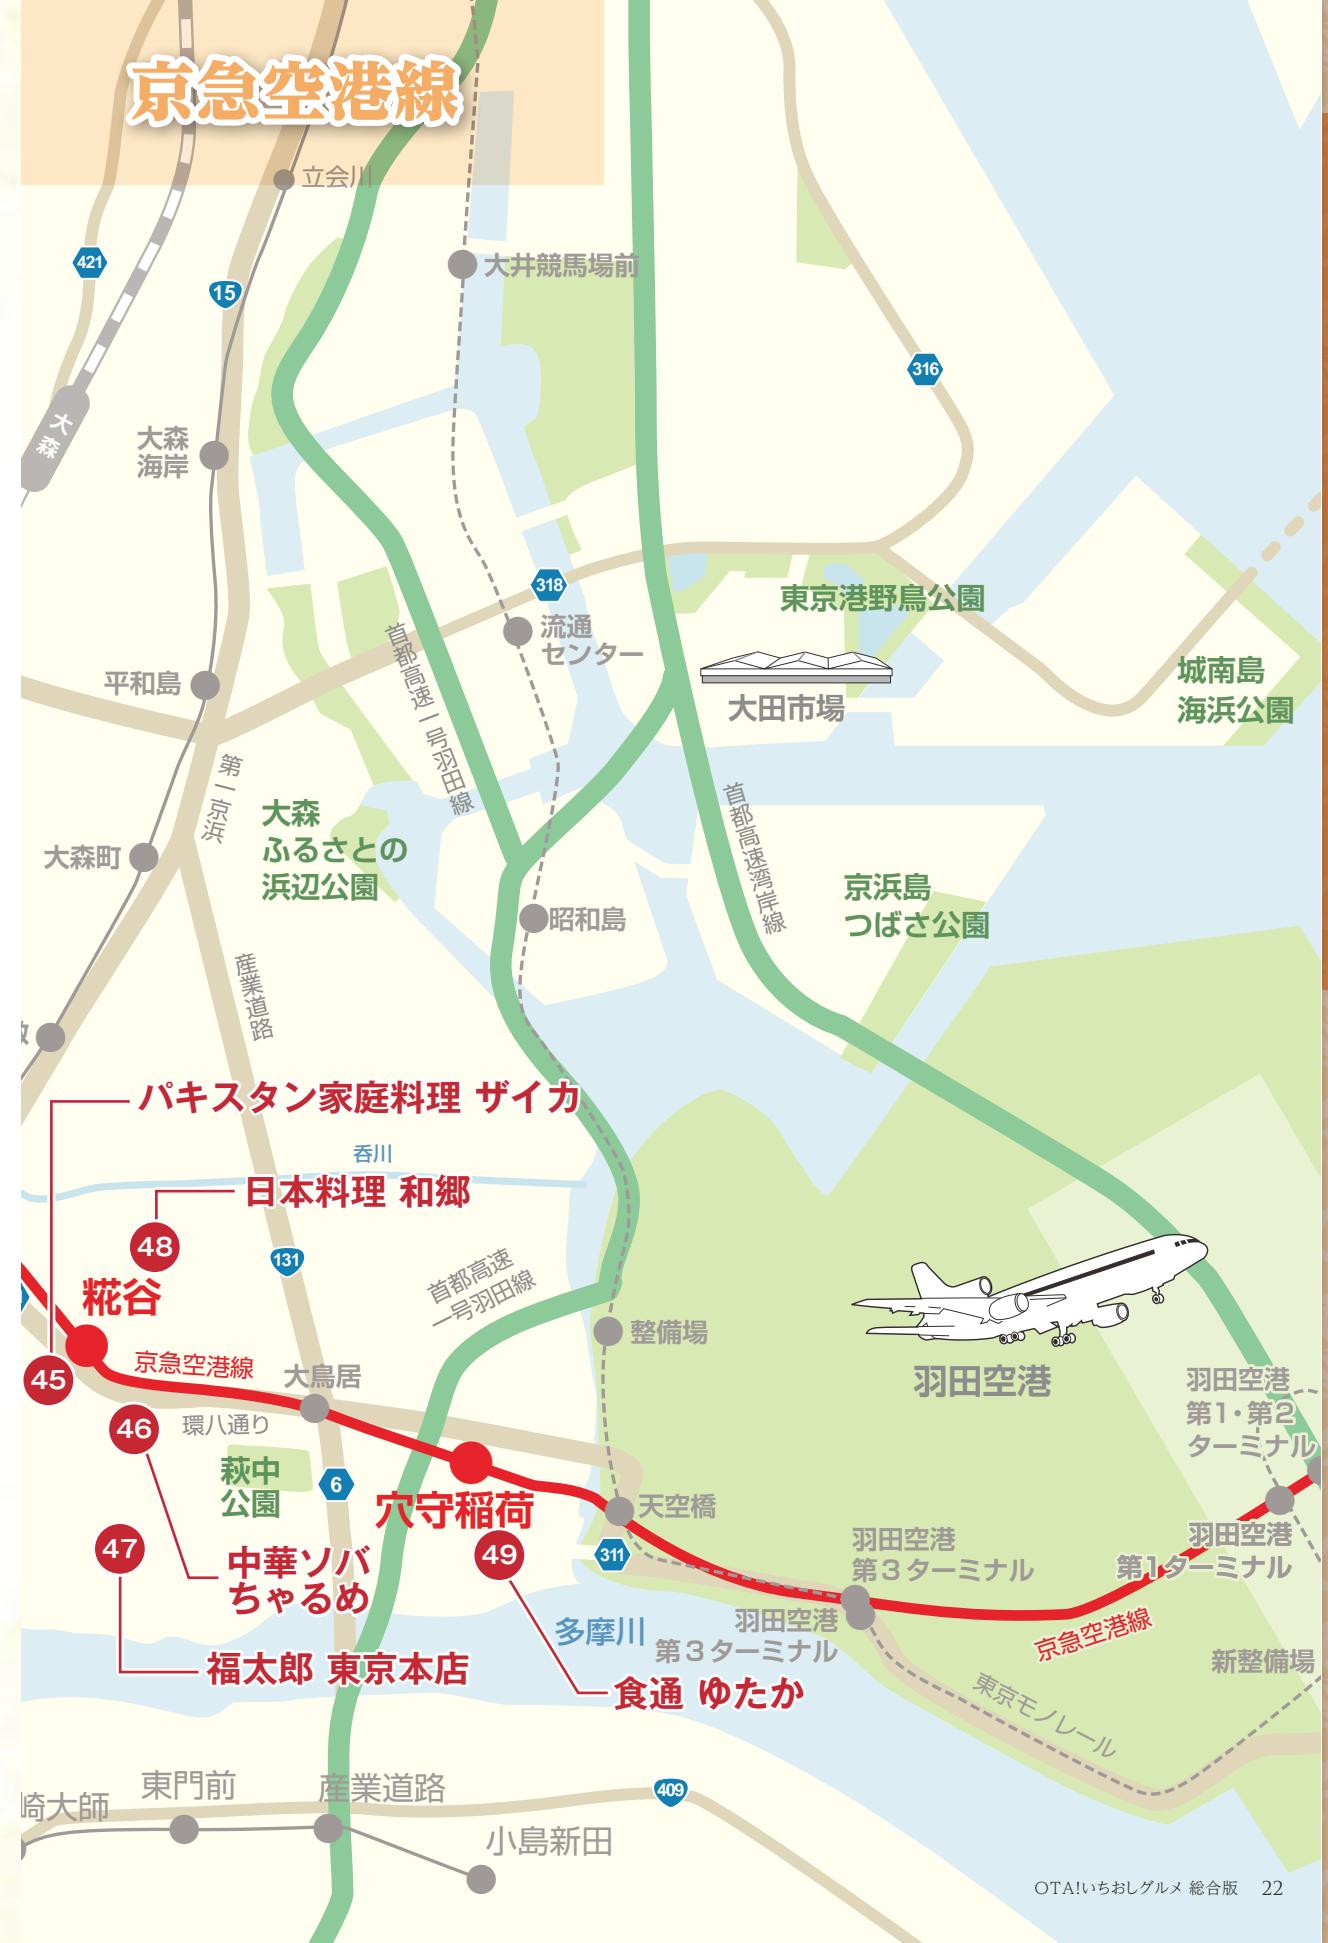 京急空港線
立会川
421
15
大井競馬場前
316
大森
大森
海岸
318
流通
センター
東京港野鳥公園
大田市場
城南島
海浜公園
平和島
首都高速一号羽田線
第一京浜
大森
ふるさとの
浜辺公園
首都高速湾岸線
大森町
京浜島
つばさ公園
昭和島
産業道路
パキスタン家庭料理 ザイカ
呑川
日本料理 和郷
48
131
糀谷
首都高速
一号羽田線
整備場
45
京急空港線
大鳥居
羽田空港
羽田空港
第1・第2
ターミナル
46
環八通り
萩中
公園
6
穴守稲荷
天空橋
47
49
311
中華ソバ
ちゃるめ
羽田空港
第3ターミナル
羽田空港
第1ターミナル
多摩川
羽田空港
第3ターミナル
京急空港線
福太郎 東京本店
食通 ゆたか
新整備場
東京モノレール
崎大師
東門前
産業道路
409
小島新田
OTA!いちおしグルメ 総合版 22